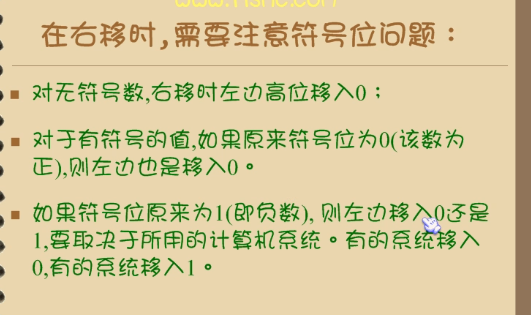 在右移时,需要注意符号位问题：
对无符号数,右移时左边高位移入0；
对于有符号的值,如果原来符号位为0(该数为
正),则左边也是移入0。
如果符号位原来为1(即负数), 则左边移入0还是
1,要取决于所用的计算机系统。有的系统移入
0,有的系统移入1。